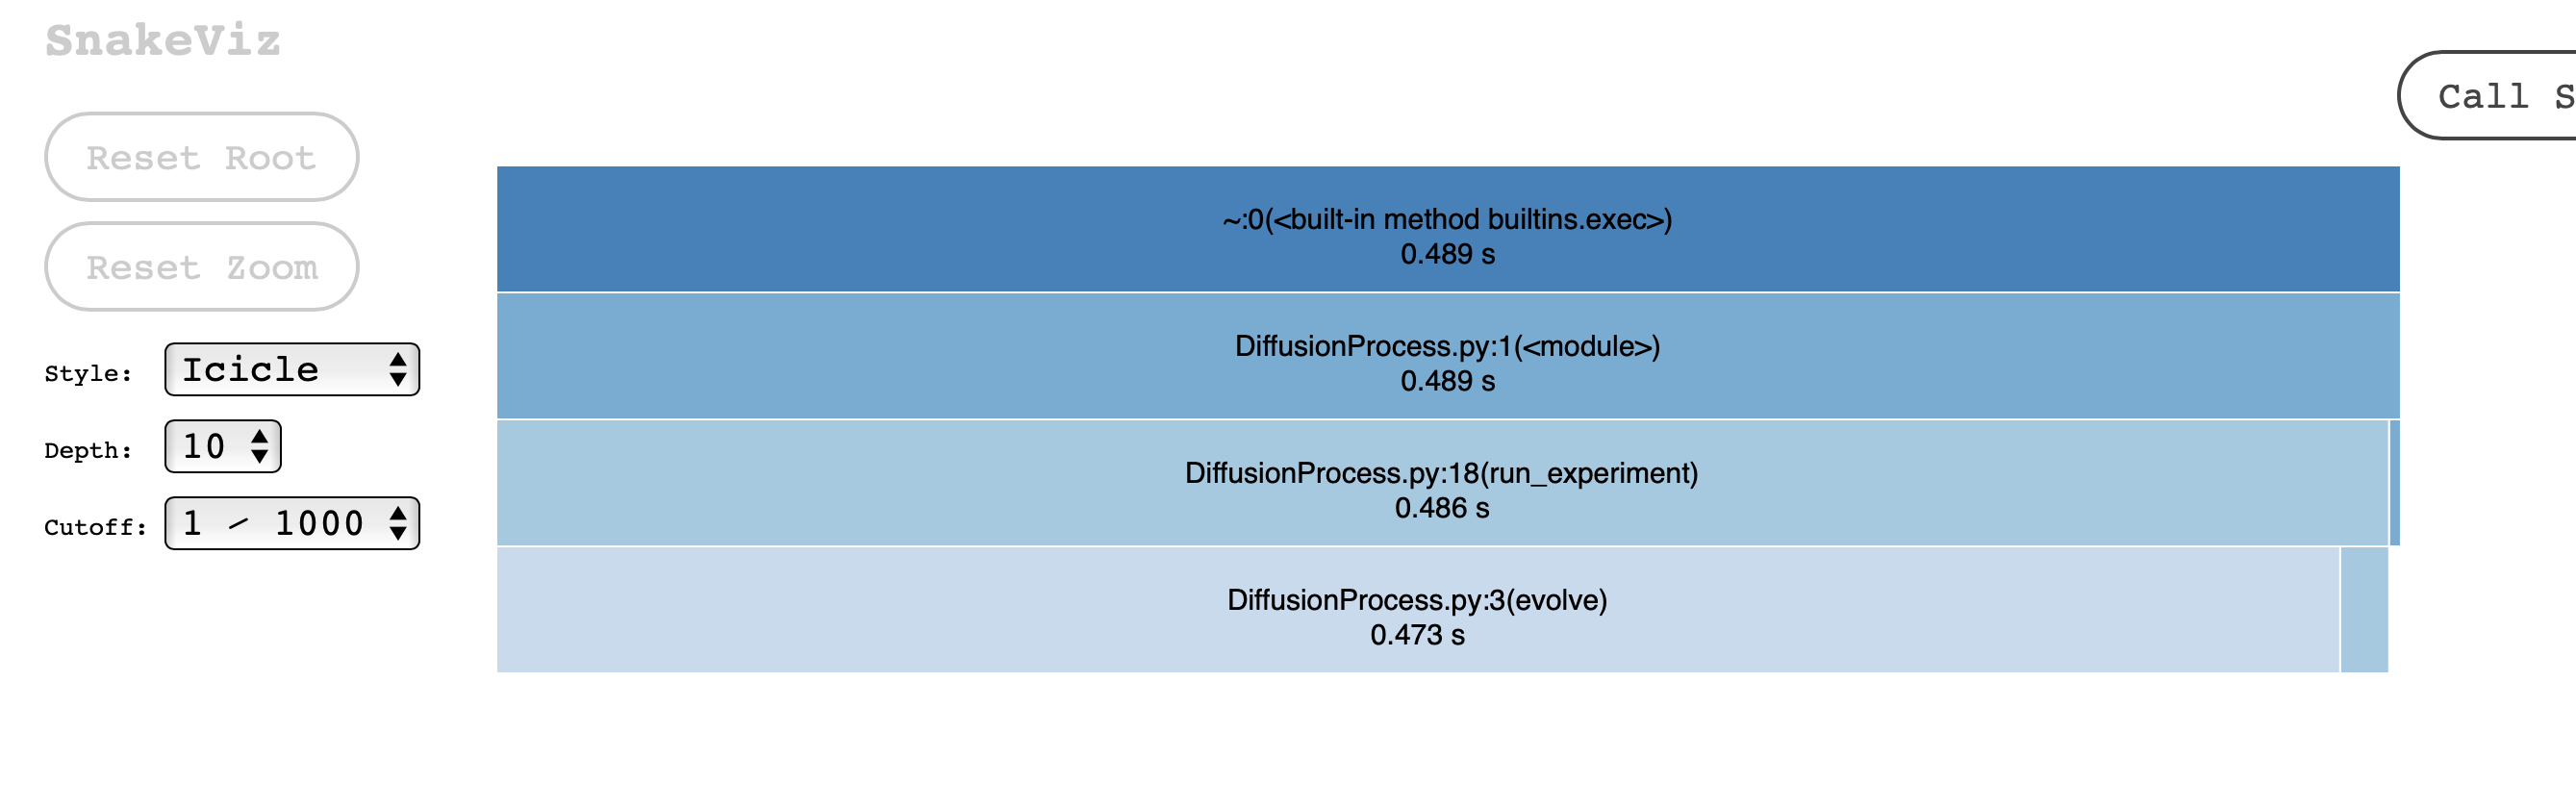 SnakeViz
Call S
Reset Root
Reset Zoom
Style: Icicle
Depth: 10
Cutoff: 1 / 1000
~:0(<built-in method builtins.exec>)
0.489 s
DiffusionProcess.py:1(<module>)
0.489 s
DiffusionProcess.py:18(run_experiment)
0.486 s
DiffusionProcess.py:3(evolve)
0.473 s